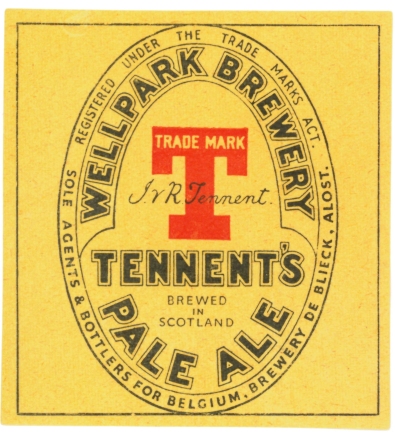 REGISTERED UNDER THE TRADE MARKS ACT.
WELLPARK BREWERY
TRADE MARK
T
J & R Tennent.
TENNENT'S
BREWED
IN
SCOTLAND
PALE ALE
SOLE AGENTS & BOTTLERS FOR BELGIUM, BREWERY DE BLIECK, ALOST.